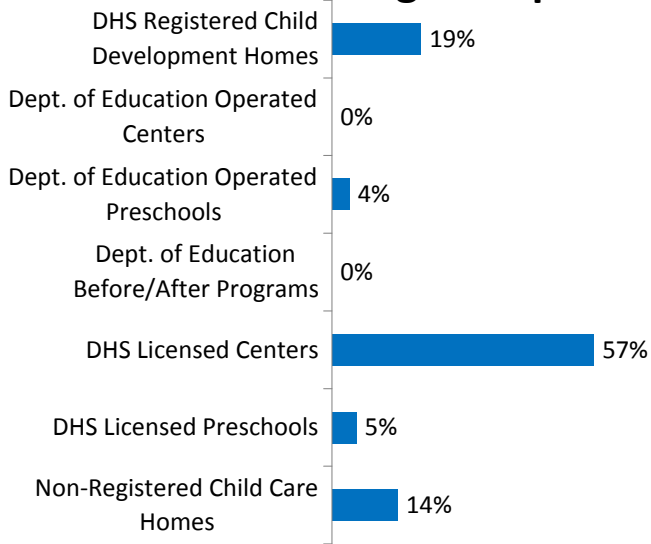 DHS Registered Child
Development Homes
19%
Dept. of Education Operated
Centers
0%
Dept. of Education Operated
Preschools
4%
Dept. of Education
Before/After Programs
0%
DHS Licensed Centers
57%
DHS Licensed Preschools
5%
Non-Registered Child Care
Homes
14%